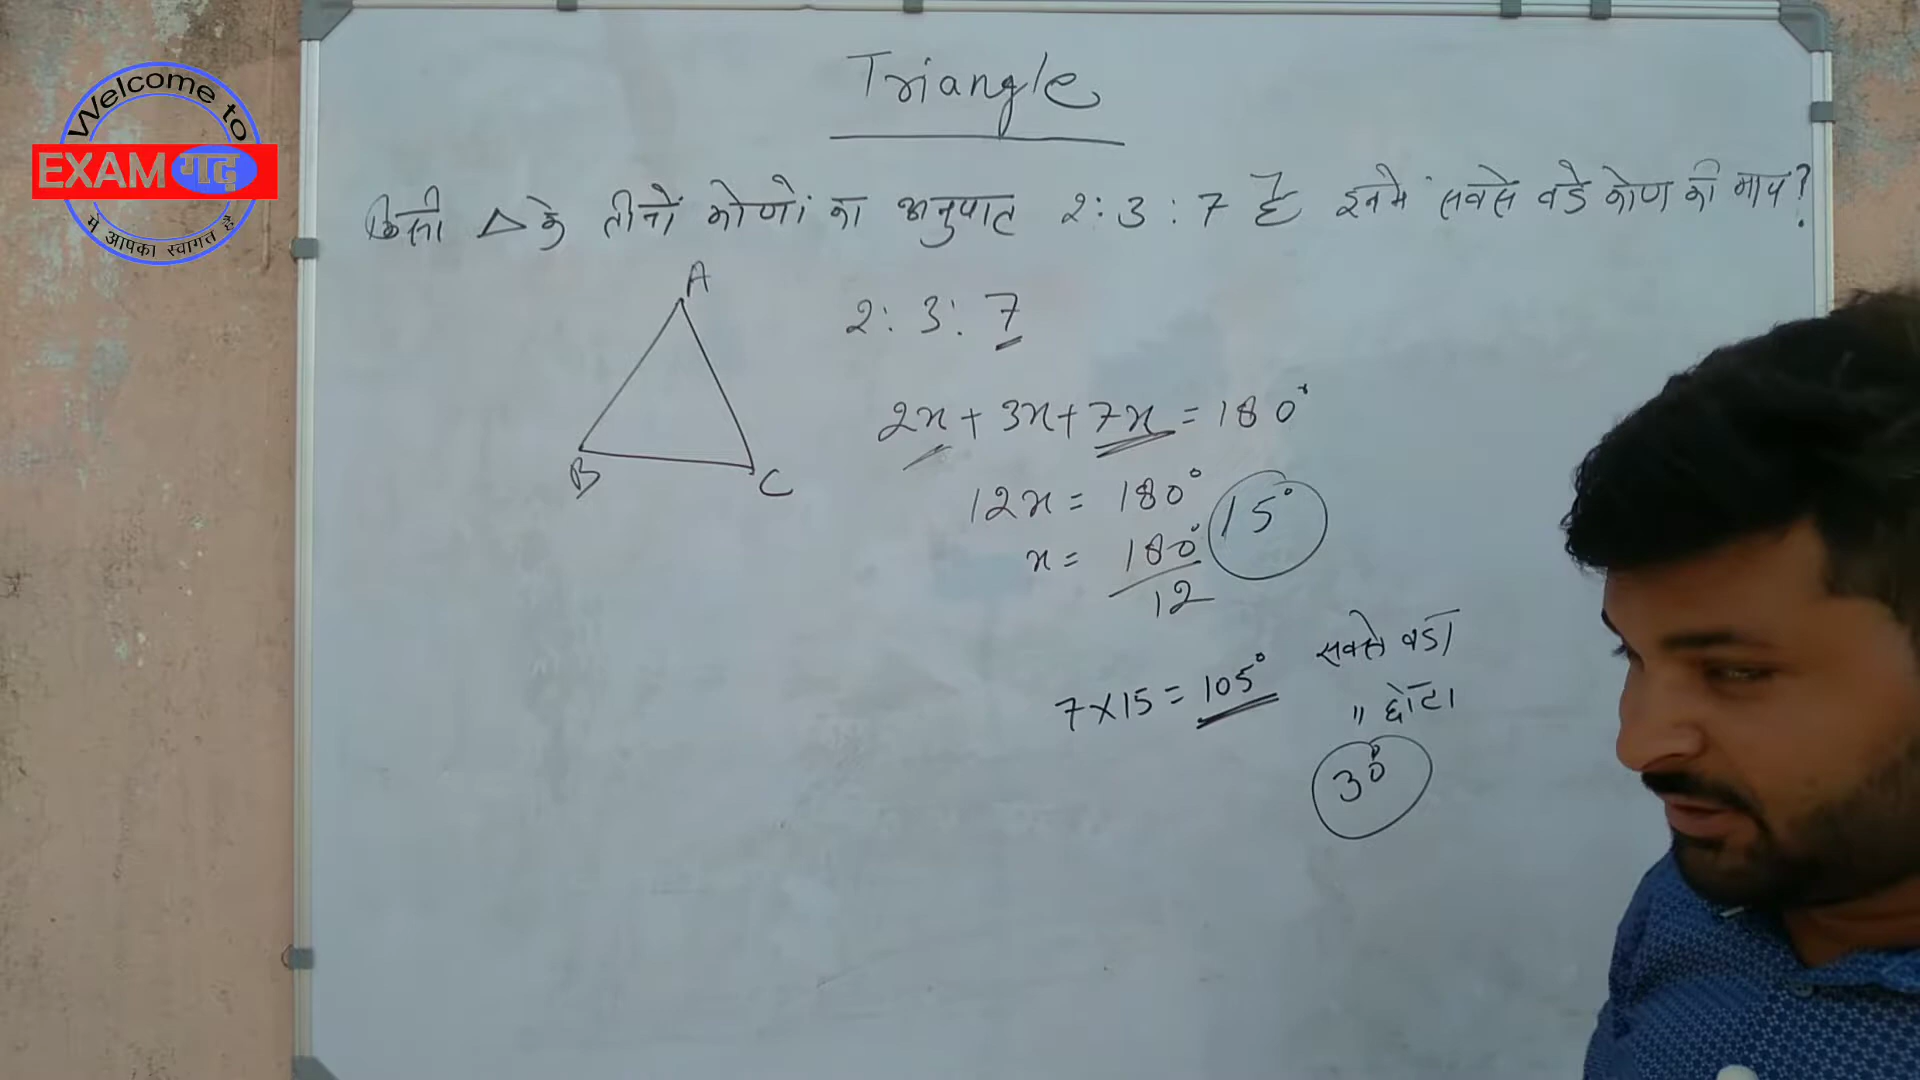 Welcome to
EXAM गढ़
में आपका स्वागत है
Triangle
किसी △ के तीनों कोणों का अनुपात 2 : 3 : 7 है इनमें सबसे बडे कोण की माप ?
A
B
C
2 : 3 : 7
2x + 3x + 7x = 180°
12x = 180°
x = 180° 15°
12
7 × 15 = 105°
सबसे बडा
" छोटा
30°